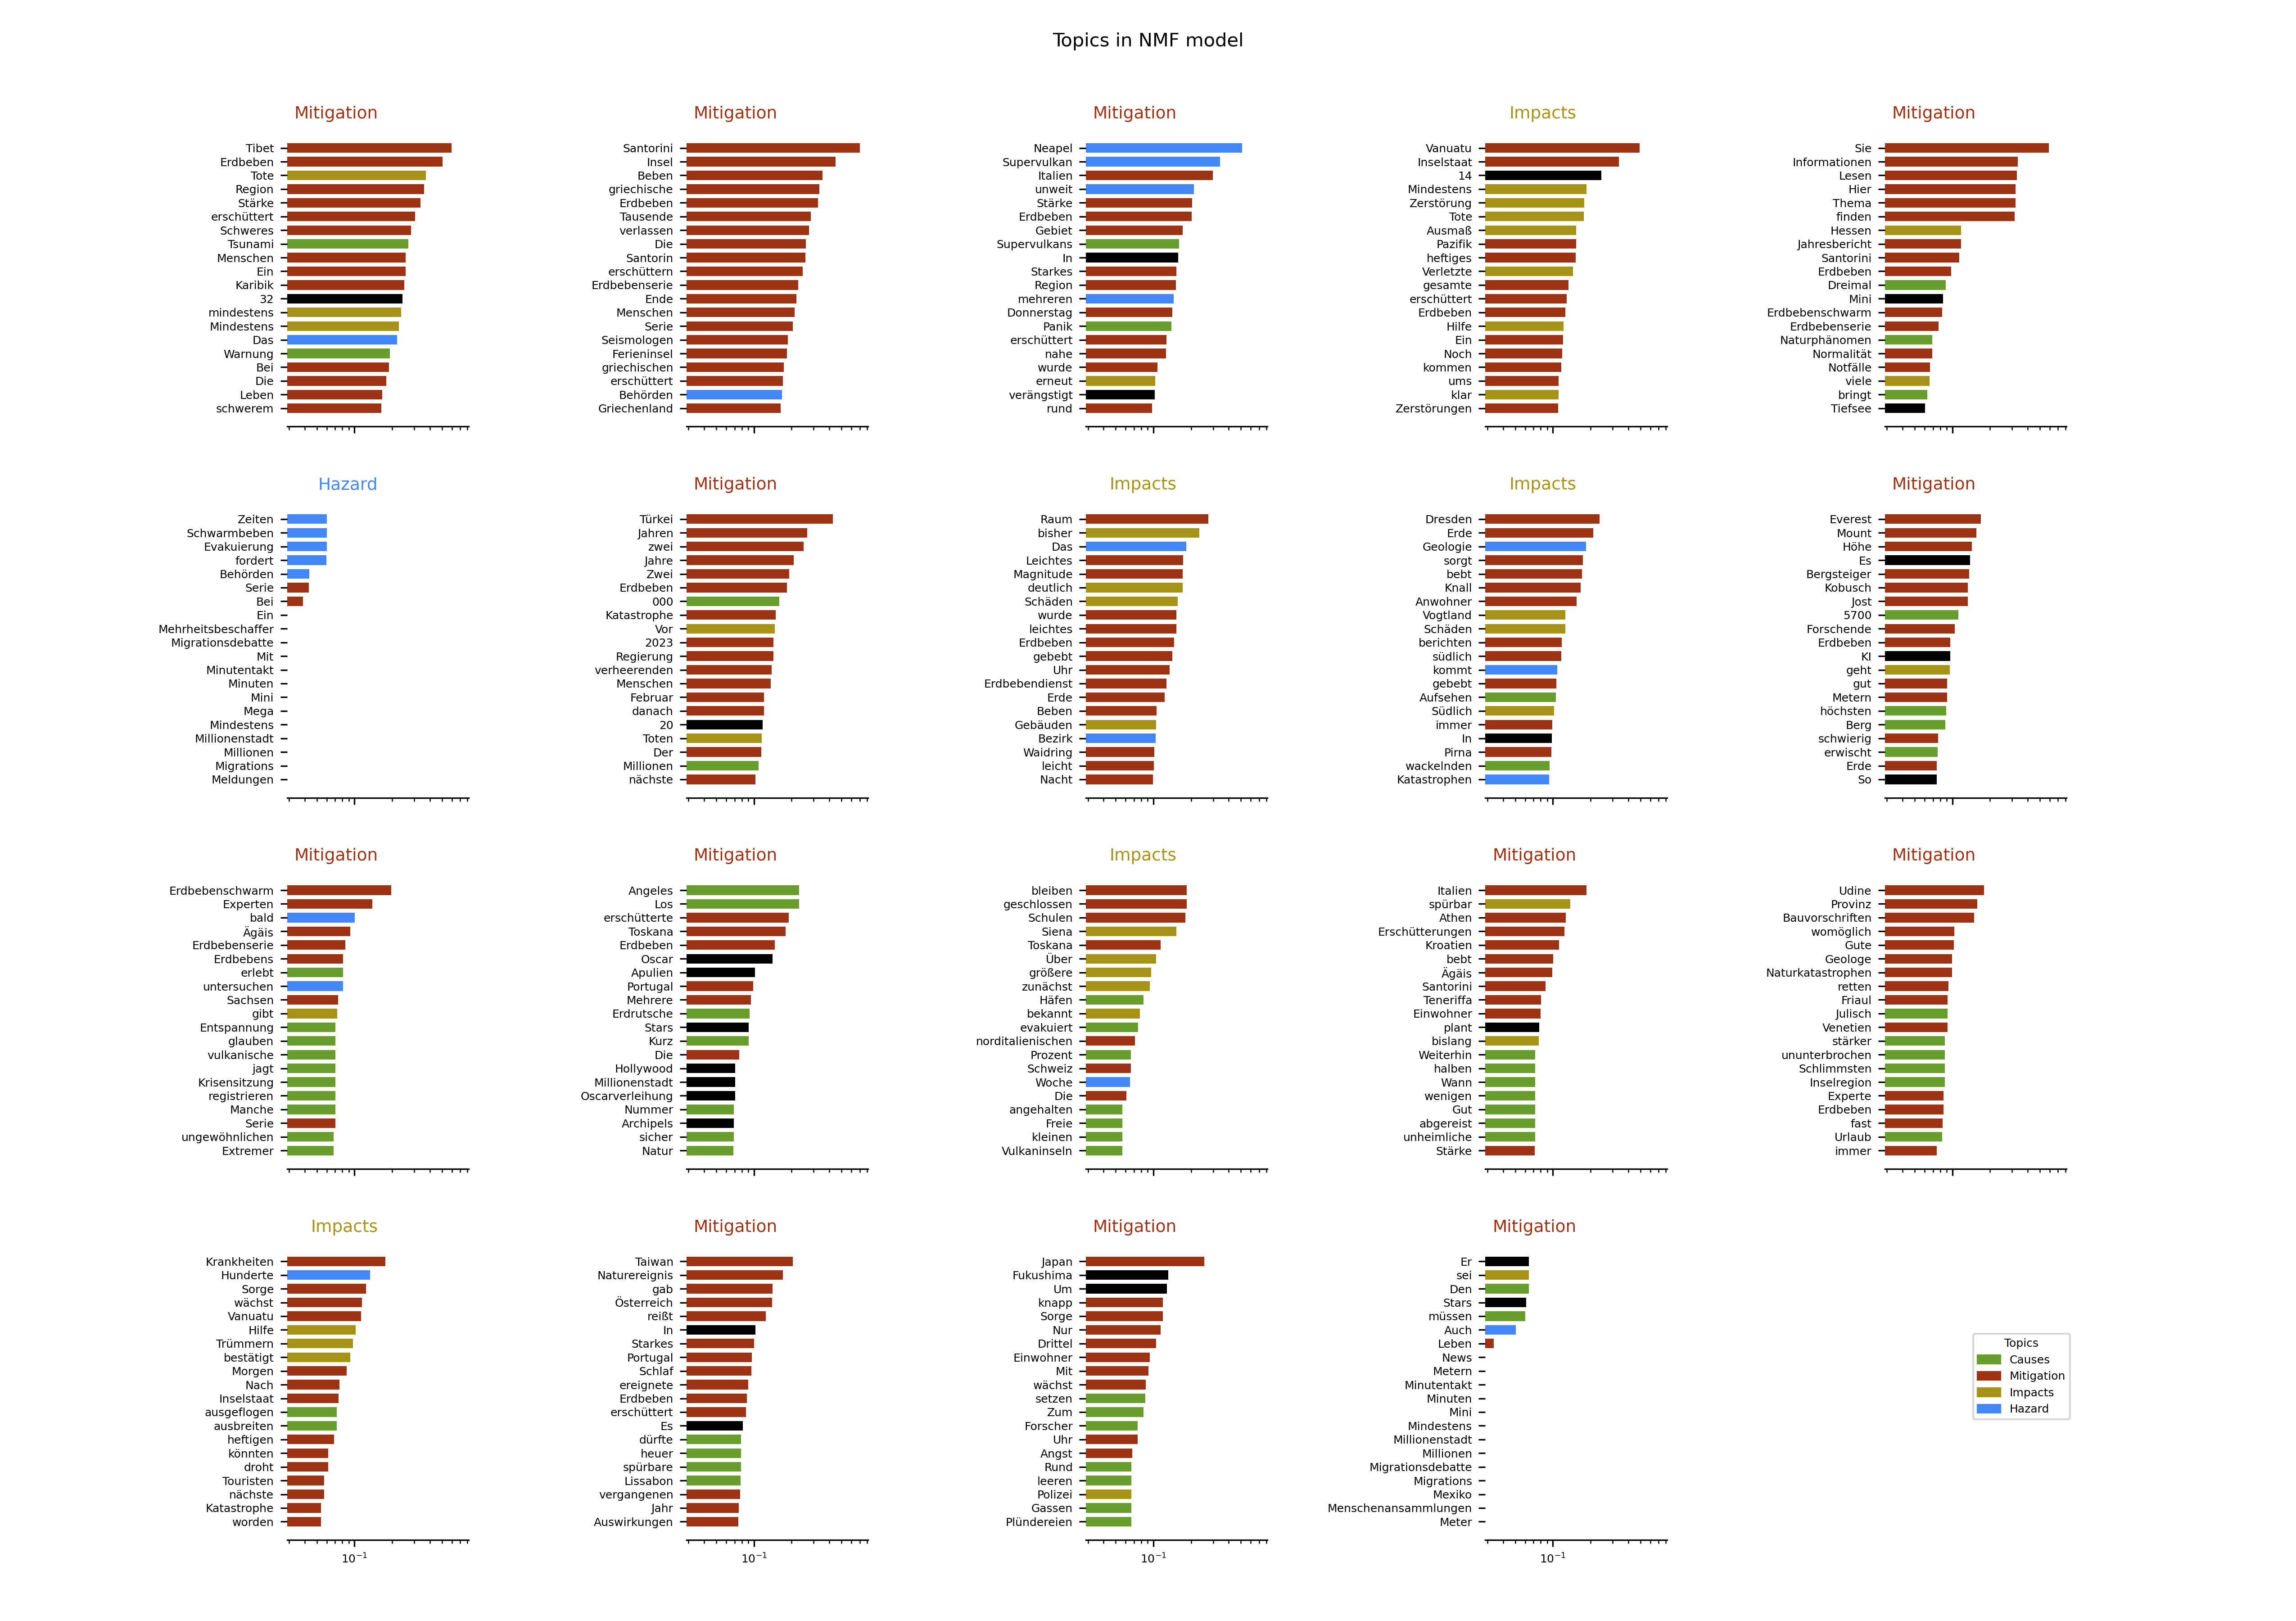 Topics in NMF model
Mitigation
Tibet
Erdbeben
Tote
Region
Stärke
erschüttert
Schweres
Tsunami
Menschen
Ein
Karibik
32
mindestens
Mindestens
Das
Warnung
Bei
Die
Leben
schwerem
Mitigation
Santorini
Insel
Beben
griechische
Erdbeben
Tausende
verlassen
Die
Santorin
erschüttern
Erdbebenserie
Ende
Menschen
Serie
Seismologen
Ferieninsel
griechischen
erschüttert
Behörden
Griechenland
Mitigation
Neapel
Supervulkan
Italien
unweit
Stärke
Erdbeben
Gebiet
Supervulkans
In
Starkes
Region
mehreren
Donnerstag
Panik
erschüttert
nahe
wurde
erneut
verängstigt
rund
Impacts
Vanuatu
Inselstaat
14
Mindestens
Zerstörung
Tote
Ausmaß
Pazifik
heftiges
Verletzte
gesamte
erschüttert
Erdbeben
Hilfe
Ein
Noch
kommen
ums
klar
Zerstörungen
Mitigation
Sie
Informationen
Lesen
Hier
Thema
finden
Hessen
Jahresbericht
Santorini
Erdbeben
Dreimal
Mini
Erdbebenschwarm
Erdbebenserie
Naturphänomen
Normalität
Notfälle
viele
bringt
Tiefsee
Hazard
Zeiten
Schwarmbeben
Evakuierung
fordert
Behörden
Serie
Bei
Ein
Mehrheitsbeschaffer
Migrationsdebatte
Mit
Minutentakt
Minuten
Mini
Mega
Mindestens
Millionenstadt
Millionen
Migrations
Meldungen
Mitigation
Türkei
Jahren
zwei
Jahre
Zwei
Erdbeben
000
Katastrophe
Vor
2023
Regierung
verheerenden
Menschen
Februar
danach
20
Toten
Der
Millionen
nächste
Impacts
Raum
bisher
Das
Leichtes
Magnitude
deutlich
Schäden
wurde
leichtes
Erdbeben
gebebt
Uhr
Erdbebendienst
Erde
Beben
Gebäuden
Bezirk
Waidring
leicht
Nacht
Impacts
Dresden
Erde
Geologie
sorgt
bebt
Knall
Anwohner
Vogtland
Schäden
berichten
südlich
kommt
gebebt
Aufsehen
Südlich
immer
In
Pirna
wackelnden
Katastrophen
Mitigation
Everest
Mount
Höhe
Es
Bergsteiger
Kobusch
Jost
5700
Forschende
Erdbeben
KI
geht
gut
Metern
höchsten
Berg
schwierig
erwischt
Erde
So
Mitigation
Erdbebenschwarm
Experten
bald
Ägäis
Erdbebenserie
Erdbebens
erlebt
untersuchen
Sachsen
gibt
Entspannung
glauben
vulkanische
jagt
Krisensitzung
registrieren
Manche
Serie
ungewöhnlichen
Extremer
Mitigation
Angeles
Los
erschütterte
Toskana
Erdbeben
Oscar
Apulien
Portugal
Mehrere
Erdrutsche
Stars
Kurz
Die
Hollywood
Millionenstadt
Oscarverleihung
Nummer
Archipels
sicher
Natur
Impacts
bleiben
geschlossen
Schulen
Siena
Toskana
Über
größere
zunächst
Häfen
bekannt
evakuiert
norditalienischen
Prozent
Schweiz
Woche
Die
angehalten
Freie
kleinen
Vulkaninseln
Mitigation
Italien
spürbar
Athen
Erschütterungen
Kroatien
bebt
Ägäis
Santorini
Teneriffa
Einwohner
plant
bislang
Weiterhin
halben
Wann
wenigen
Gut
abgereist
unheimliche
Stärke
Mitigation
Udine
Provinz
Bauvorschriften
womöglich
Gute
Geologe
Naturkatastrophen
retten
Friaul
Julisch
Venetien
stärker
ununterbrochen
Schlimmsten
Inselregion
Experte
Erdbeben
fast
Urlaub
immer
Impacts
Krankheiten
Hunderte
Sorge
wächst
Vanuatu
Hilfe
Trümmern
bestätigt
Morgen
Nach
Inselstaat
ausgeflogen
ausbreiten
heftigen
könnten
droht
Touristen
nächste
Katastrophe
worden
10⁻¹
Mitigation
Taiwan
Naturereignis
gab
Österreich
reißt
In
Starkes
Portugal
Schlaf
ereignete
Erdbeben
erschüttert
Es
dürfte
heuer
spürbare
Lissabon
vergangenen
Jahr
Auswirkungen
10⁻¹
Mitigation
Japan
Fukushima
Um
knapp
Sorge
Nur
Drittel
Einwohner
Mit
wächst
setzen
Zum
Forscher
Uhr
Angst
Rund
leeren
Polizei
Gassen
Plündereien
10⁻¹
Mitigation
Er
sei
Den
Stars
müssen
Auch
Leben
News
Metern
Minutentakt
Minuten
Mini
Mindestens
Millionenstadt
Millionen
Migrationsdebatte
Migrations
Mexiko
Menschenansammlungen
Meter
10⁻¹
Topics
Causes
Mitigation
Impacts
Hazard